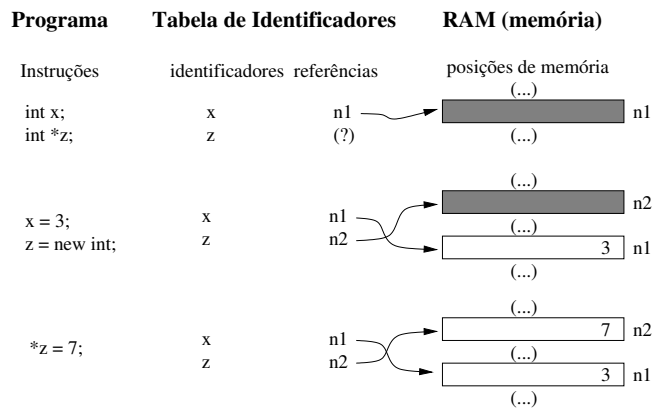 Programa Tabela de Identificadores RAM (memória)
Instruções identificadores referências posições de memória
(...)
int x; x n1 n1
int *z; z (?) (...)
(...)
n2
x = 3; x n1 (...)
z = new int; z n2 3 n1
(...)
(...)
*z = 7; x n1 7 n2
z n2 (...)
3 n1
(...)